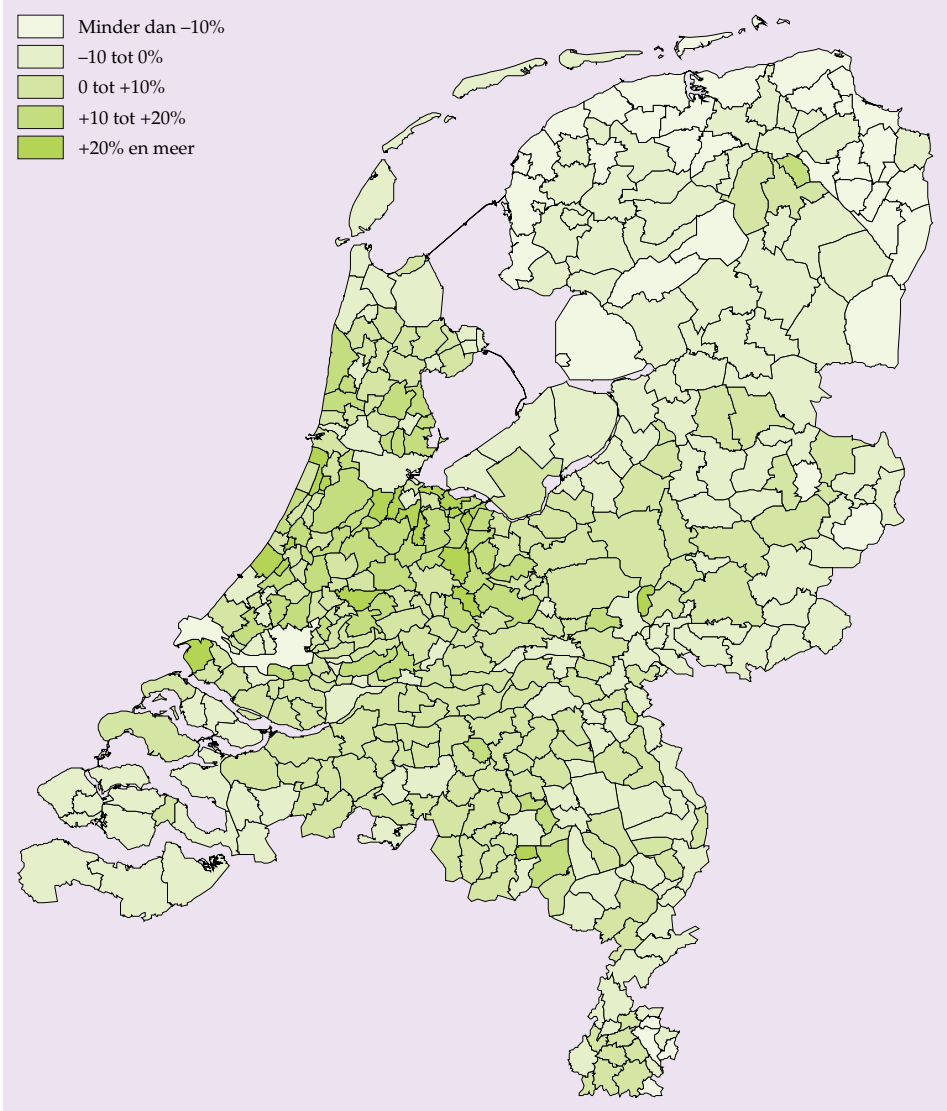 Minder dan –10%
–10 tot 0%
0 tot +10%
+10 tot +20%
+20% en meer